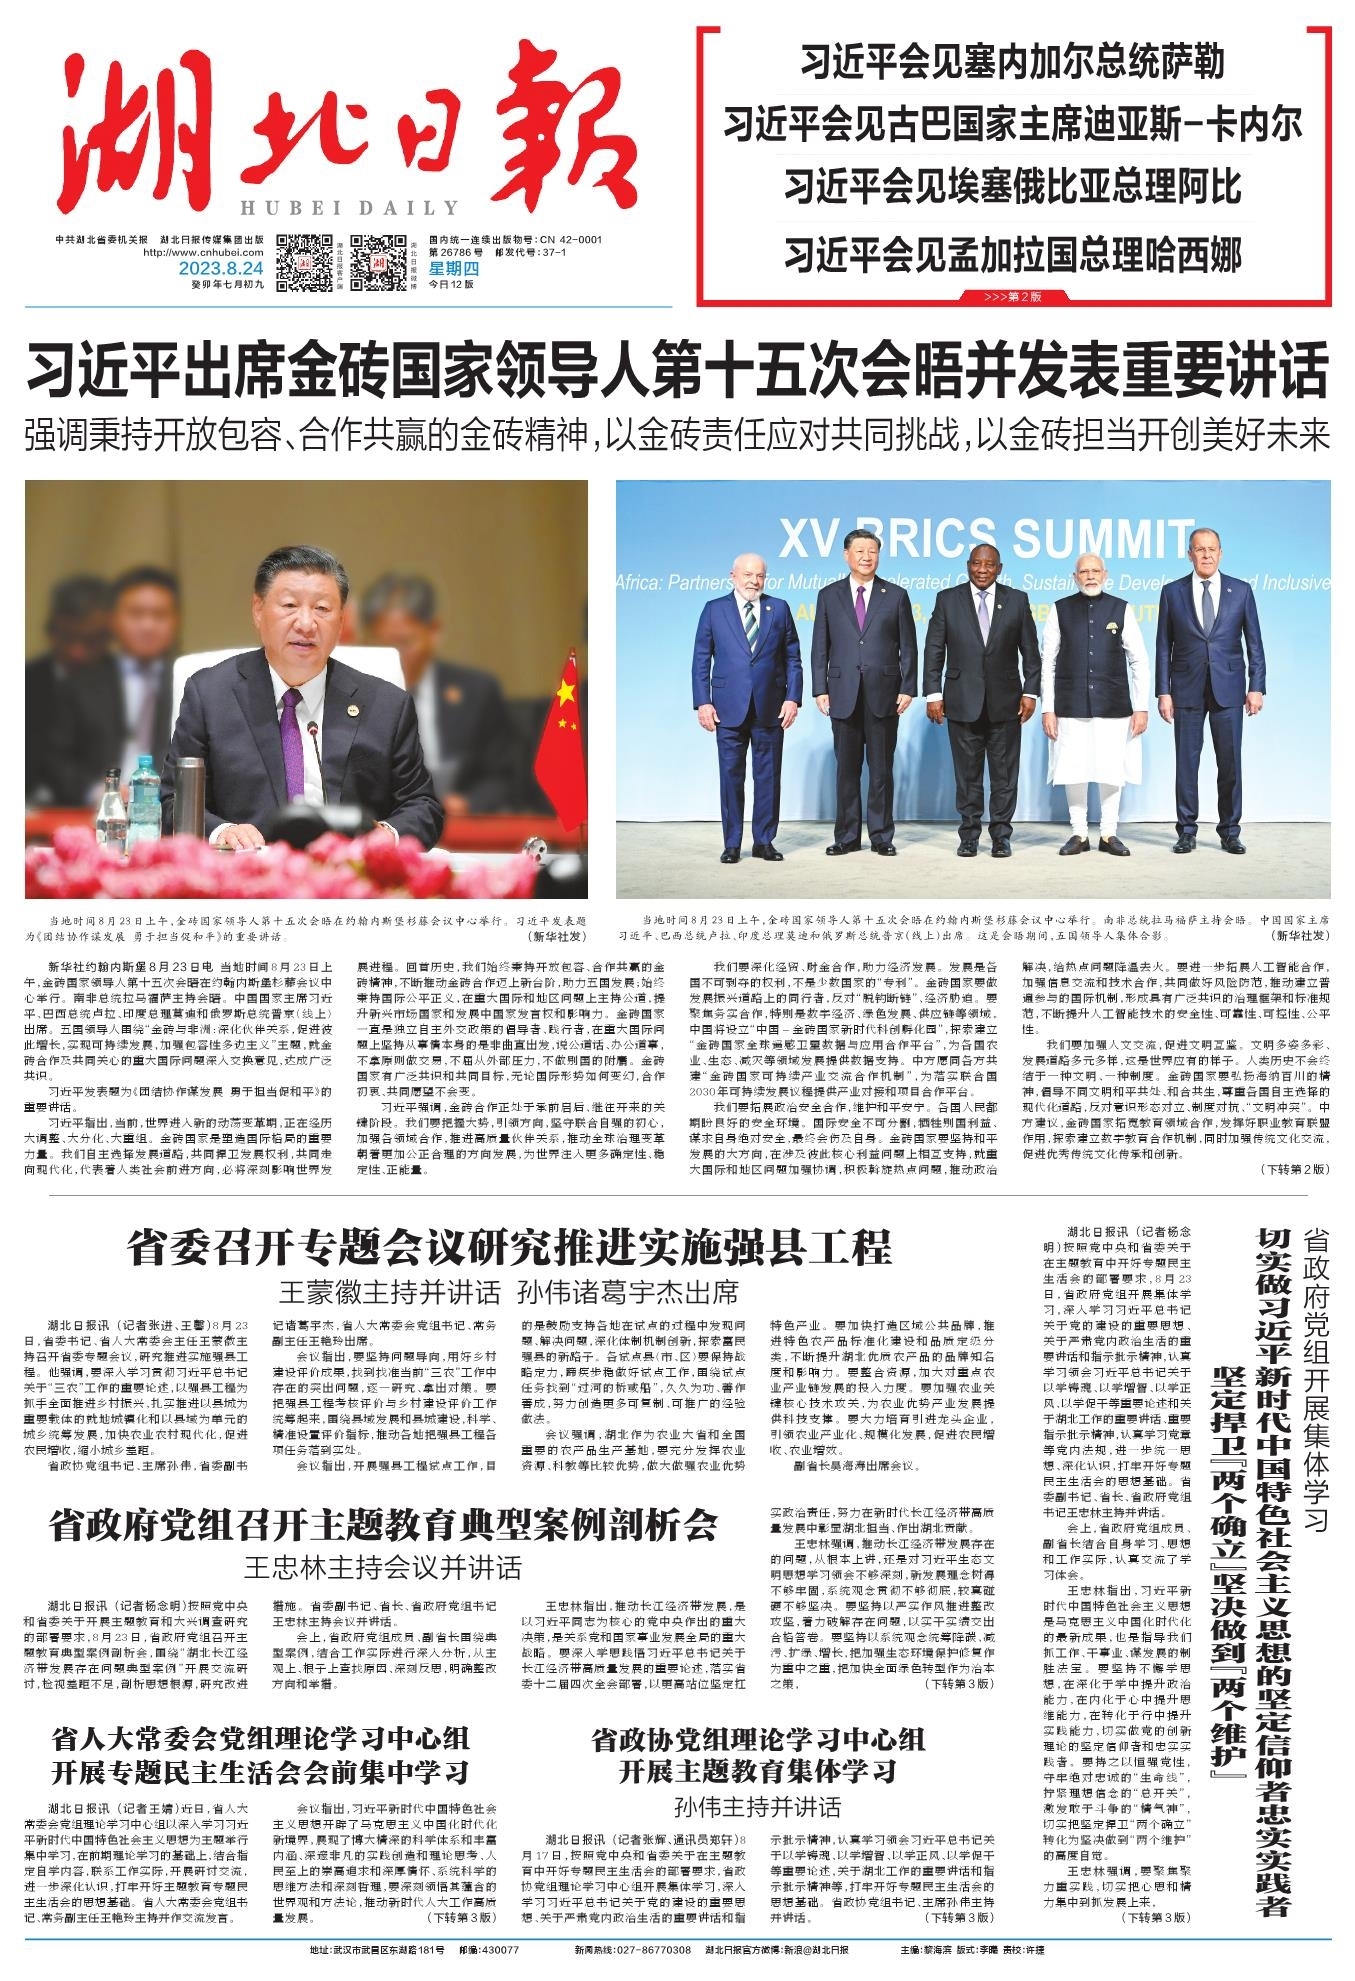 湖北日報
HUBEI DAILY
中共湖北省委机关报 湖北日报传媒集团出版
http://www.cnhubei.com
2023.8.24
癸卯年七月初九
湖北日报客户端
湖北日报微博
国内统一连续出版物号:CN 42-0001
第26786号 邮发代号:37-1
星期四
今日12版
习近平会见塞内加尔总统萨勒
习近平会见古巴国家主席迪亚斯-卡内尔
习近平会见埃塞俄比亚总理阿比
习近平会见孟加拉国总理哈西娜
>>>第2版
习近平出席金砖国家领导人第十五次会晤并发表重要讲话
强调秉持开放包容、合作共赢的金砖精神,以金砖责任应对共同挑战,以金砖担当开创美好未来
XV BRICS SUMMIT
当地时间8月23日上午,金砖国家领导人第十五次会晤在约翰内斯堡杉藤会议中心举行。习近平发表题
为《团结协作谋发展 勇于担当促和平》的重要讲话。 (新华社发)
当地时间8月23日上午,金砖国家领导人第十五次会晤在约翰内斯堡杉藤会议中心举行。南非总统拉马福萨主持会晤。中国国家主席
习近平、巴西总统卢拉、印度总理莫迪和俄罗斯总统普京(线上)出席。这是会晤期间,五国领导人集体合影。 (新华社发)
新华社约翰内斯堡8月23日电 当地时间8月23日上
午,金砖国家领导人第十五次会晤在约翰内斯堡杉藤会议中
心举行。南非总统拉马福萨主持会晤。中国国家主席习近
平、巴西总统卢拉、印度总理莫迪和俄罗斯总统普京(线上)
出席。五国领导人围绕“金砖与非洲:深化伙伴关系,促进彼
此增长,实现可持续发展,加强包容性多边主义”主题,就金
砖合作及共同关心的重大国际问题深入交换意见,达成广泛
共识。
习近平发表题为《团结协作谋发展 勇于担当促和平》的
重要讲话。
习近平指出,当前,世界进入新的动荡变革期,正在经历
大调整、大分化、大重组。金砖国家是塑造国际格局的重要
力量。我们自主选择发展道路,共同捍卫发展权利,共同走
向现代化,代表着人类社会前进方向,必将深刻影响世界发
展进程。回首历史,我们始终秉持开放包容、合作共赢的金
砖精神,不断推动金砖合作迈上新台阶,助力五国发展;始终
秉持国际公平正义,在重大国际和地区问题上主持公道,提
升新兴市场国家和发展中国家发言权和影响力。金砖国家
一直是独立自主外交政策的倡导者、践行者,在重大国际问
题上坚持从事情本身的是非曲直出发,说公道话、办公道事,
不拿原则做交易,不屈从外部压力,不做别国的附庸。金砖
国家有广泛共识和共同目标,无论国际形势如何变幻,合作
初衷、共同愿望不会变。
习近平强调,金砖合作正处于承前启后、继往开来的关
键阶段。我们要把握大势,引领方向,坚守联合自强的初心,
加强各领域合作,推进高质量伙伴关系,推动全球治理变革
朝着更加公正合理的方向发展,为世界注入更多确定性、稳
定性、正能量。
我们要深化经贸、财金合作,助力经济发展。发展是各
国不可剥夺的权利,不是少数国家的“专利”。金砖国家要做
发展振兴道路上的同行者,反对“脱钩断链”、经济胁迫。要
聚焦务实合作,特别是数字经济、绿色发展、供应链等领域。
中国将设立“中国-金砖国家新时代科创孵化园”,探索建立
“金砖国家全球遥感卫星数据与应用合作平台”,为各国农
业、生态、减灾等领域发展提供数据支持。中方愿同各方共
建“金砖国家可持续产业交流合作机制”,为落实联合国
2030年可持续发展议程提供产业对接和项目合作平台。
我们要拓展政治安全合作,维护和平安宁。各国人民都
期盼良好的安全环境。国际安全不可分割,牺牲别国利益、
谋求自身绝对安全,最终会伤及自身。金砖国家要坚持和平
发展的大方向,在涉及彼此核心利益问题上相互支持,就重
大国际和地区问题加强协调,积极斡旋热点问题,推动政治
解决,给热点问题降温去火。要进一步拓展人工智能合作,
加强信息交流和技术合作,共同做好风险防范,推动建立普
遍参与的国际机制,形成具有广泛共识的治理框架和标准规
范,不断提升人工智能技术的安全性、可靠性、可控性、公平
性。
我们要加强人文交流,促进文明互鉴。文明多姿多彩、
发展道路多元多样,这是世界应有的样子。人类历史不会终
结于一种文明、一种制度。金砖国家要弘扬海纳百川的精
神,倡导不同文明和平共处、和合共生,尊重各国自主选择的
现代化道路,反对意识形态对立、制度对抗、“文明冲突”。中
方建议,金砖国家拓宽教育领域合作,发挥好职业教育联盟
作用,探索建立数字教育合作机制,同时加强传统文化交流,
促进优秀传统文化传承和创新。
(下转第2版)
省委召开专题会议研究推进实施强县工程
王蒙徽主持并讲话 孙伟诸葛宇杰出席
湖北日报讯 (记者张进、王馨)8月23
日,省委书记、省人大常委会主任王蒙徽主
持召开省委专题会议,研究推进实施强县工
程。他强调,要深入学习贯彻习近平总书记
关于“三农”工作的重要论述,以强县工程为
抓手全面推进乡村振兴,扎实推进以县城为
重要载体的就地城镇化和以县域为单元的
城乡统筹发展,加快农业农村现代化,促进
农民增收,缩小城乡差距。
省政协党组书记、主席孙伟,省委副书
记诸葛宇杰,省人大常委会党组书记、常务
副主任王艳玲出席。
会议指出,要坚持问题导向,用好乡村
建设评价成果,找到找准当前“三农”工作中
存在的突出问题,逐一研究、拿出对策。要
把强县工程考核评价与乡村建设评价工作
统筹起来,围绕县域发展和县城建设,科学、
精准设置评价指标,推动各地把强县工程各
项任务落到实处。
会议指出,开展强县工程试点工作,目
的是鼓励支持各地在试点的过程中发现问
题、解决问题,深化体制机制创新,探索富民
强县的新路子。各试点县(市、区)要保持战
略定力,蹄疾步稳做好试点工作,围绕试点
任务找到“过河的桥或船”,久久为功、善作
善成,努力创造更多可复制、可推广的经验
做法。
会议强调,湖北作为农业大省和全国
重要的农产品生产基地,要充分发挥农业
资源、科教等比较优势,做大做强农业优势
特色产业。要加快打造区域公共品牌,推
进特色农产品标准化建设和品质定级分
类,不断提升湖北优质农产品的品牌知名
度和影响力。要整合资源,加大对重点农
业产业链发展的投入力度。要加强农业关
键核心技术攻关,为农业优势产业发展提
供科技支撑。要大力培育引进龙头企业,
引领农业产业化、规模化发展,促进农民增
收、农业增效。
副省长吴海涛出席会议。
省政府党组召开主题教育典型案例剖析会
王忠林主持会议并讲话
湖北日报讯 (记者杨念明)按照党中央
和省委关于开展主题教育和大兴调查研究
的部署要求,8月23日,省政府党组召开主
题教育典型案例剖析会,围绕“湖北长江经
济带发展存在问题典型案例”开展交流研
讨,检视差距不足,剖析思想根源,研究改进
措施。省委副书记、省长、省政府党组书记
王忠林主持会议并讲话。
会上,省政府党组成员、副省长围绕典
型案例,结合工作实际进行深入分析,从主
观上、根子上查找原因、深刻反思,明确整改
方向和举措。
王忠林指出,推动长江经济带发展,是
以习近平同志为核心的党中央作出的重大
决策,是关系党和国家事业发展全局的重大
战略。要深入学思践悟习近平总书记关于
长江经济带高质量发展的重要论述,落实省
委十二届四次全会部署,以更高站位坚定扛
实政治责任,努力在新时代长江经济带高质
量发展中彰显湖北担当、作出湖北贡献。
王忠林强调,推动长江经济带发展存在
的问题,从根本上讲,还是对习近平生态文
明思想学习领会不够深刻,新发展理念树得
不够牢固,系统观念贯彻不够彻底,较真碰
硬不够坚决。要坚持以严实作风推进整改
攻坚,着力破解存在问题,以实干实绩交出
合格答卷。要坚持以系统观念统筹降碳、减
污、扩绿、增长,把加强生态环境保护修复作
为重中之重,把加快全面绿色转型作为治本
之策, (下转第3版)
省人大常委会党组理论学习中心组
开展专题民主生活会会前集中学习
湖北日报讯 (记者王婧)近日,省人大
常委会党组理论学习中心组以深入学习习近
平新时代中国特色社会主义思想为主题举行
集中学习,在前期理论学习的基础上,结合指
定自学内容,联系工作实际,开展研讨交流,
进一步深化认识,打牢开好主题教育专题民
主生活会的思想基础。省人大常委会党组书
记、常务副主任王艳玲主持并作交流发言。
会议指出,习近平新时代中国特色社会
主义思想开辟了马克思主义中国化时代化
新境界,展现了博大精深的科学体系和丰富
内涵、深邃非凡的实践创造和理论思考、人
民至上的崇高追求和深厚情怀、系统科学的
思维方法和深刻哲理,要深刻领悟其蕴含的
世界观和方法论,推动新时代人大工作高质
量发展。 (下转第3版)
省政协党组理论学习中心组
开展主题教育集体学习
孙伟主持并讲话
湖北日报讯 (记者张辉、通讯员郑轩)8
月17日,按照党中央和省委关于在主题教
育中开好专题民主生活会的部署要求,省政
协党组理论学习中心组开展集体学习,深入
学习习近平总书记关于党的建设的重要思
想、关于严肃党内政治生活的重要讲话和指
示批示精神,认真学习领会习近平总书记关
于以学铸魂、以学增智、以学正风、以学促干
等重要论述、关于湖北工作的重要讲话和指
示批示精神等,打牢开好专题民主生活会的
思想基础。省政协党组书记、主席孙伟主持
并讲话。 (下转第3版)
省政府党组开展集体学习
切实做习近平新时代中国特色社会主义思想的坚定信仰者忠实实践者
坚定捍卫『两个确立』坚决做到『两个维护』
湖北日报讯 (记者杨念
明)按照党中央和省委关于
在主题教育中开好专题民主
生活会的部署要求,8月23
日,省政府党组开展集体学
习,深入学习习近平总书记
关于党的建设的重要思想、
关于严肃党内政治生活的重
要讲话和指示批示精神,认真
学习领会习近平总书记关于
以学铸魂、以学增智、以学正
风、以学促干等重要论述和关
于湖北工作的重要讲话、重要
指示批示精神,认真学习党章
等党内法规,进一步统一思
想、深化认识,打牢开好专题
民主生活会的思想基础。省
委副书记、省长、省政府党组
书记王忠林主持并讲话。
会上,省政府党组成员、
副省长结合自身学习、思想
和工作实际,认真交流了学
习体会。
王忠林指出,习近平新
时代中国特色社会主义思想
是马克思主义中国化时代化
的最新成果,也是指导我们
抓工作、干事业、谋发展的制
胜法宝。要坚持不懈学思
想,在深化于学中提升政治
能力,在内化于心中提升思
维能力,在转化于行中提升
实践能力,切实做党的创新
理论的坚定信仰者和忠实实
践者。要持之以恒强党性,
守牢绝对忠诚的“生命线”,
拧紧理想信念的“总开关”,
激发敢于斗争的“精气神”,
切实把坚定捍卫“两个确立”
转化为坚决做到“两个维护”
的高度自觉。
王忠林强调,要聚焦聚
力重实践,切实把心思和精
力集中到抓发展上来,
(下转第3版)
地址:武汉市武昌区东湖路181号 邮编:430077 新闻热线:027-86770308 湖北日报官方微博:新浪@湖北日报 主编:黎海滨 版式:李曦 责校:许建